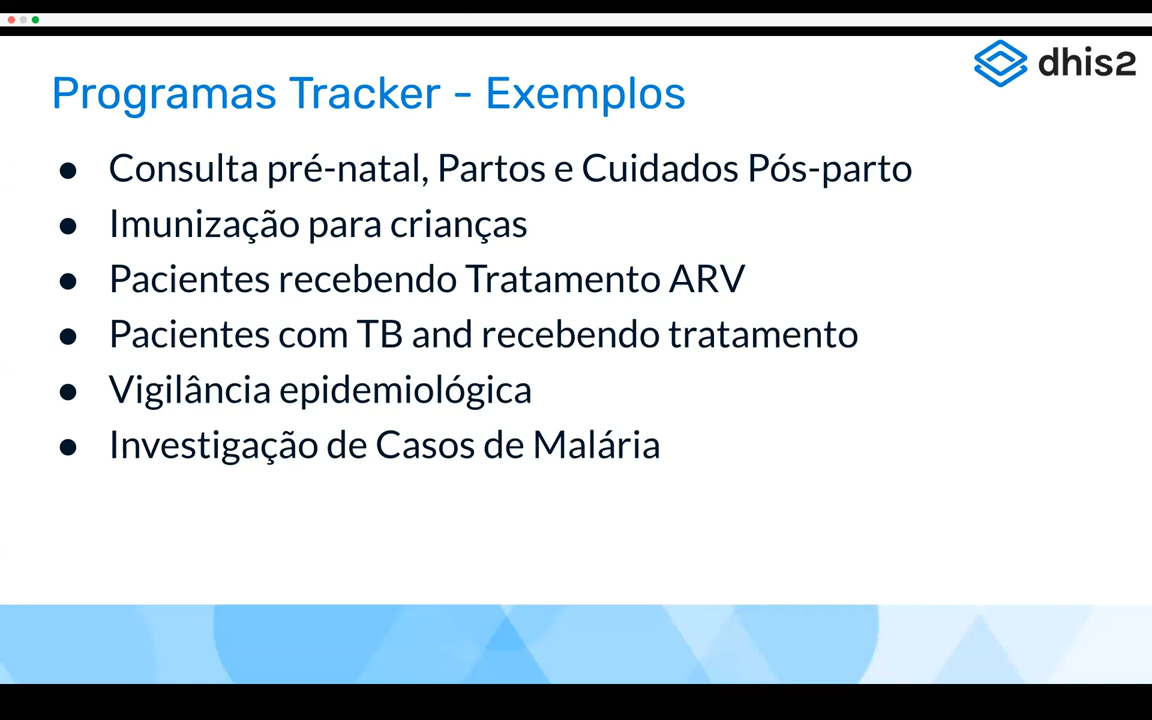 dhis2
Programas Tracker - Exemplos
● Consulta pré-natal, Partos e Cuidados Pós-parto
● Imunização para crianças
● Pacientes recebendo Tratamento ARV
● Pacientes com TB and recebendo tratamento
● Vigilância epidemiológica
● Investigação de Casos de Malária